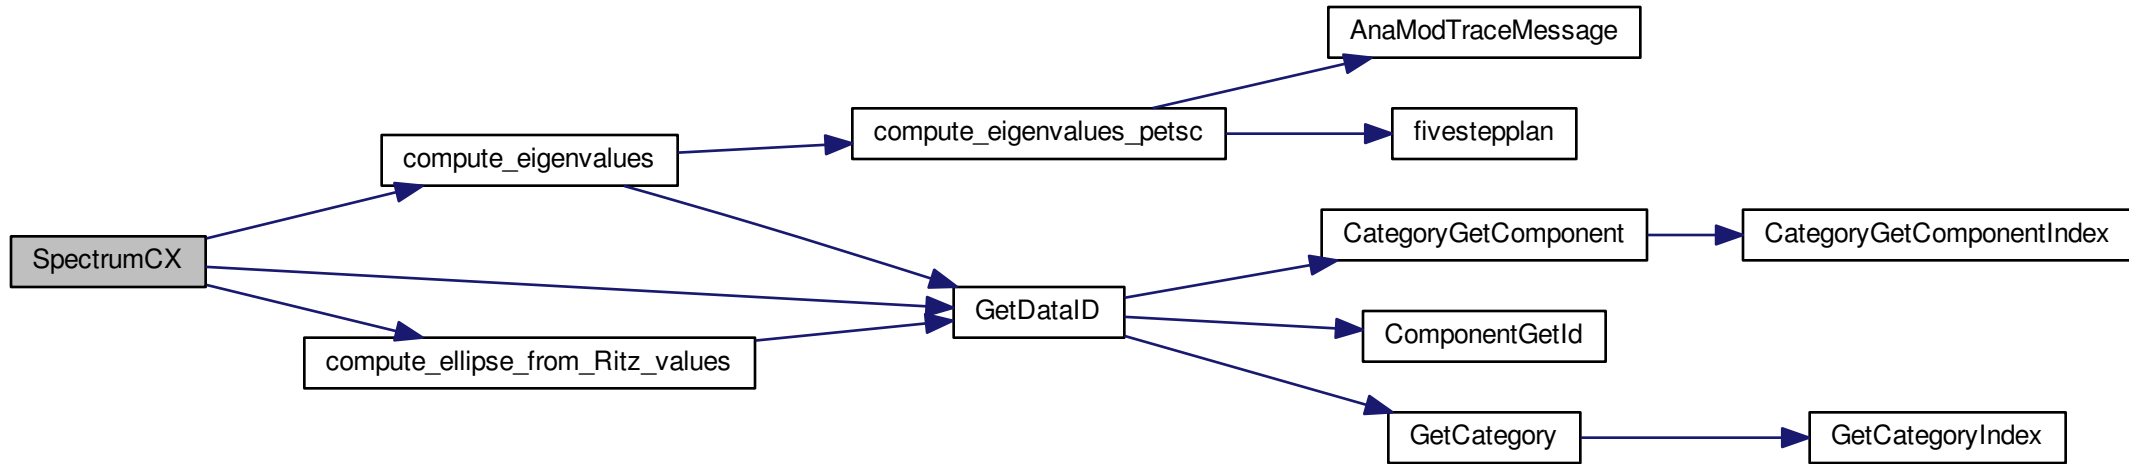 AnaModTraceMessage
compute_eigenvalues_petsc
fivestepplan
compute_eigenvalues
CategoryGetComponent
CategoryGetComponentIndex
SpectrumCX
GetDataID
ComponentGetId
compute_ellipse_from_Ritz_values
GetCategory
GetCategoryIndex